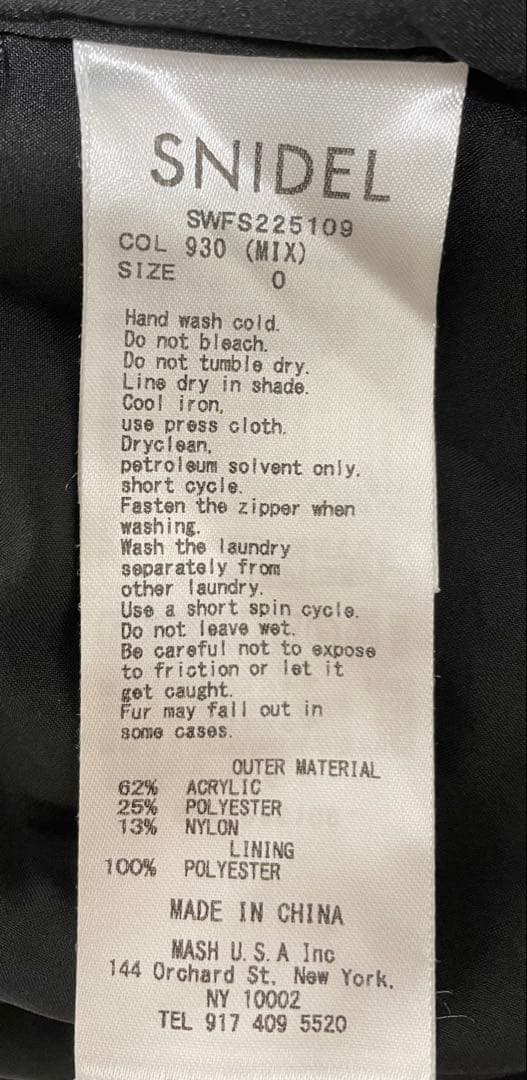 SNIDEL
SWFS225109
COL 930 (MIX)
SIZE 0
Hand wash cold.
Do not bleach.
Do not tumble dry.
Line dry in shade.
Cool iron,
use press cloth.
Dryclean,
petroleum solvent only.
short cycle.
Fasten the zipper when
washing.
Wash the laundry
separately from
other laundry.
Use a short spin cycle.
Do not leave wet.
Be careful not to expose
to friction or let it
get caught.
Fur may fall out in
some cases.
OUTER MATERIAL
62% ACRYLIC
25% POLYESTER
13% NYLON
LINING
100% POLYESTER
MADE IN CHINA
MASH U.S.A Inc
144 Orchard St, New York,
NY 10002
TEL 917 409 5520